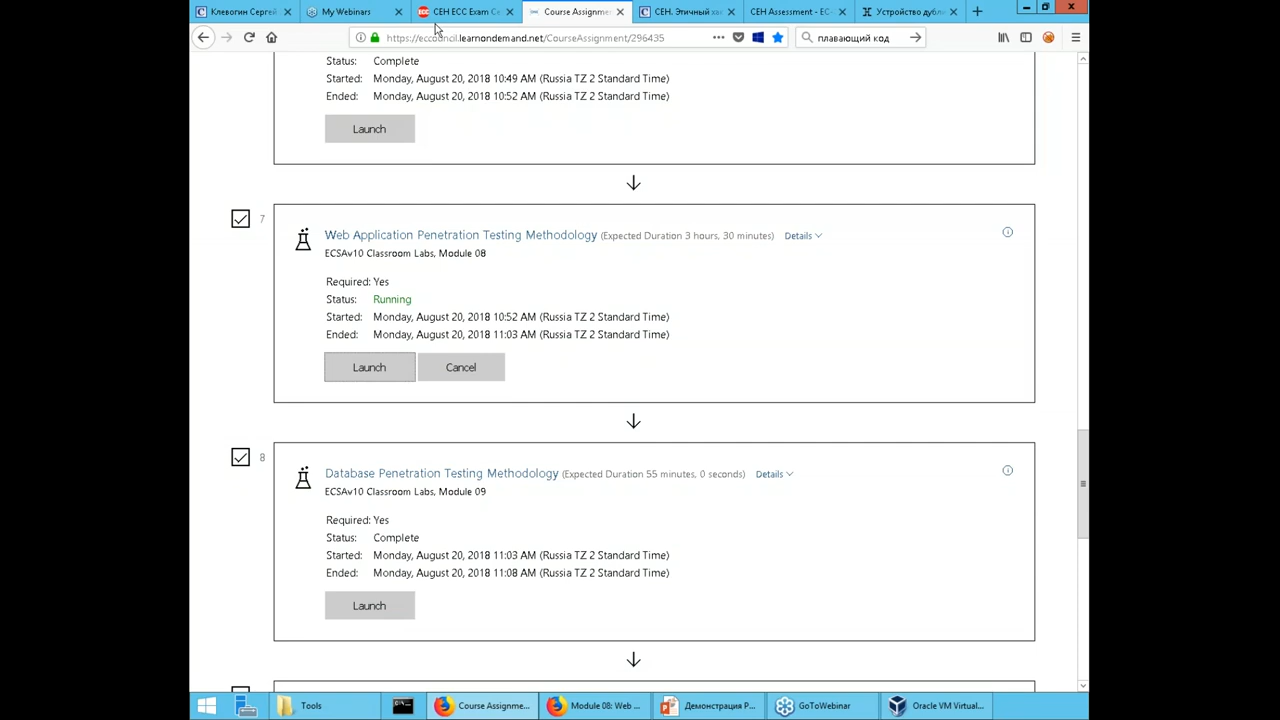 Клевогин Сергей
My Webinars
ECC CEH ECC Exam Ce
Course Assignme
CEH. Этичный ха
CEH Assessment - EC-
Устройство дубл
https://eccouncil.learnondemand.net/CourseAssignment/296435
плавающий код
Status: Complete
Started: Monday, August 20, 2018 10:49 AM (Russia TZ 2 Standard Time)
Ended: Monday, August 20, 2018 10:52 AM (Russia TZ 2 Standard Time)
Launch
7
Web Application Penetration Testing Methodology (Expected Duration 3 hours, 30 minutes) Details
ECSAv10 Classroom Labs, Module 08
Required: Yes
Status: Running
Started: Monday, August 20, 2018 10:52 AM (Russia TZ 2 Standard Time)
Ended: Monday, August 20, 2018 11:03 AM (Russia TZ 2 Standard Time)
Launch Cancel
8
Database Penetration Testing Methodology (Expected Duration 55 minutes, 0 seconds) Details
ECSAv10 Classroom Labs, Module 09
Required: Yes
Status: Complete
Started: Monday, August 20, 2018 11:03 AM (Russia TZ 2 Standard Time)
Ended: Monday, August 20, 2018 11:08 AM (Russia TZ 2 Standard Time)
Launch
Tools
Course Assignme...
Module 08: Web ...
Демонстрация P...
GoToWebinar
Oracle VM Virtual...